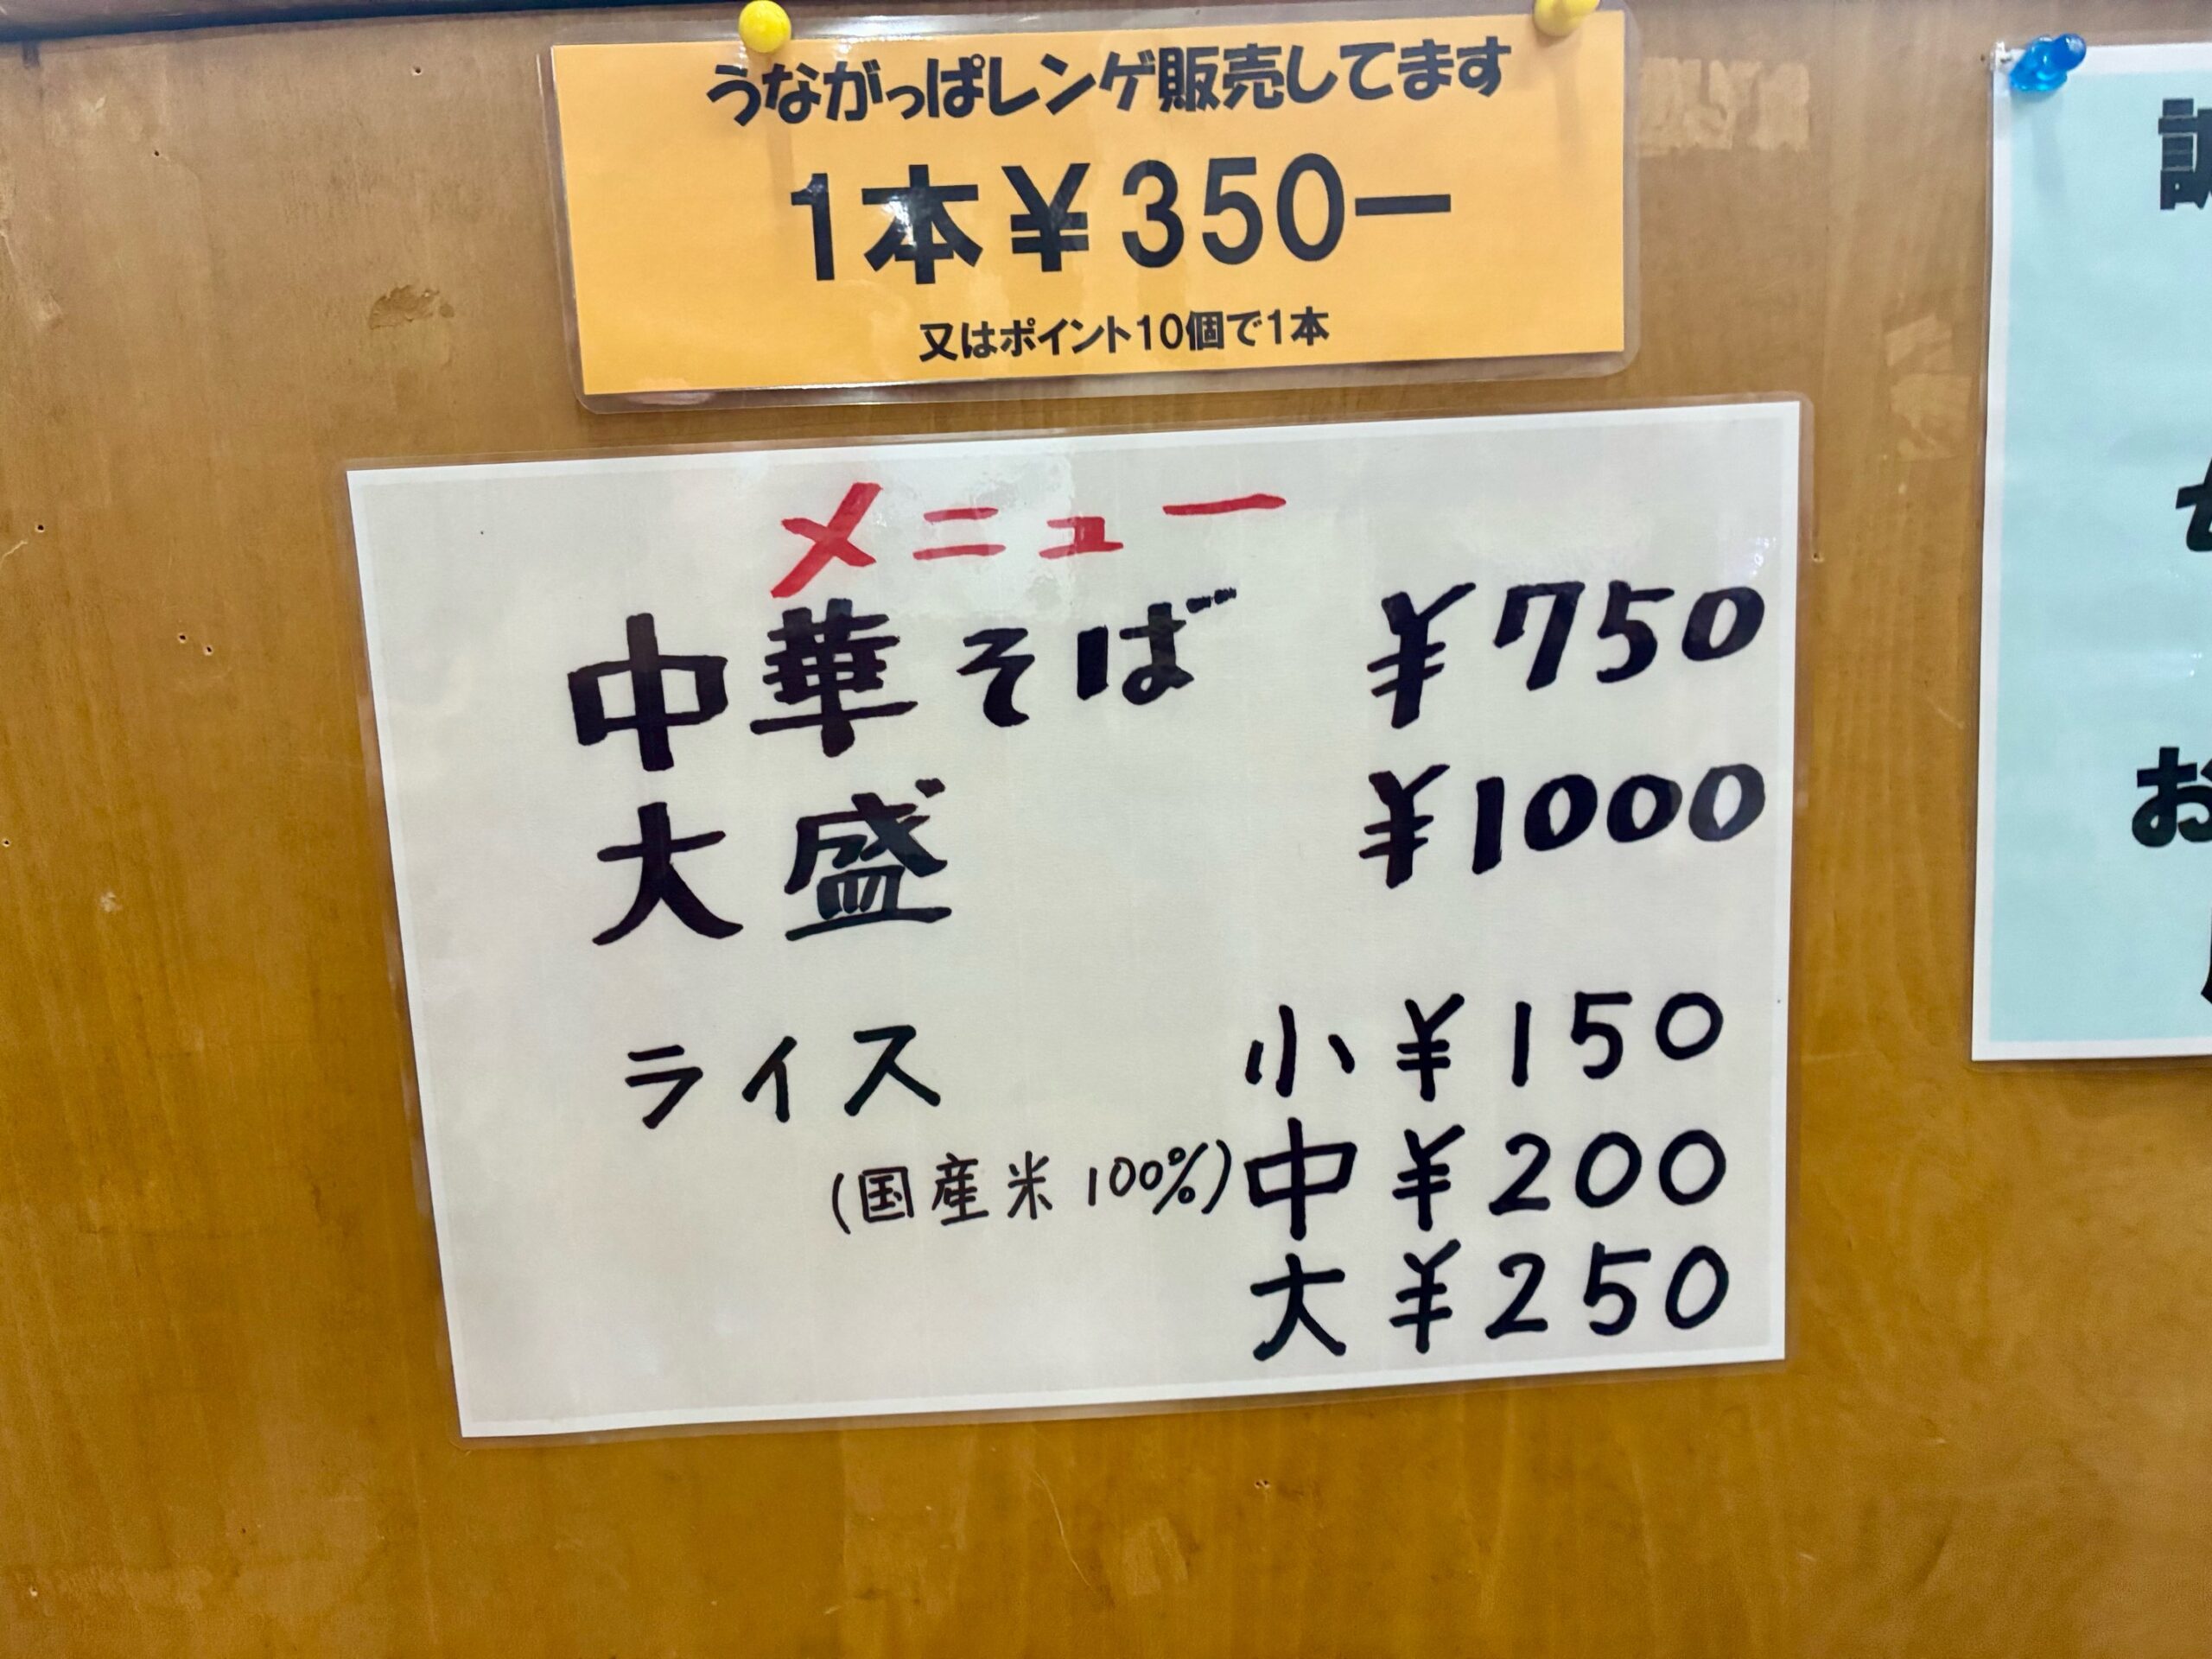 うながっぱレンゲ販売してます
1本¥350ー
又はポイント10個で1本
メニュー
中華そば ¥750
大盛 ¥1000
ライス 小 ¥150
(国産米100%) 中 ¥200
大 ¥250
お